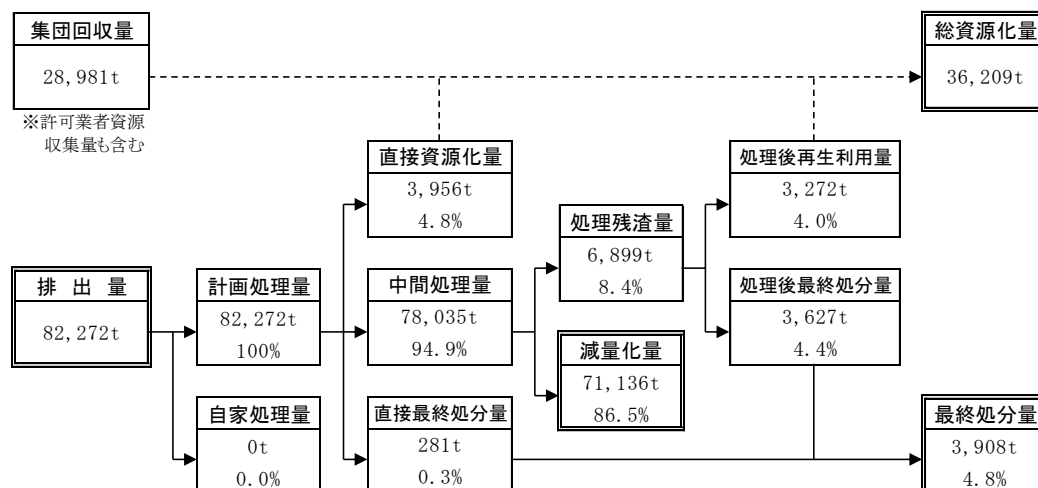 集団回収量
28,981t
※許可業者資源
収集量も含む
総資源化量
36,209t
直接資源化量
3,956t
4.8%
処理後再生利用量
3,272t
4.0%
処理残渣量
6,899t
8.4%
排 出 量
82,272t
計画処理量
82,272t
100%
中間処理量
78,035t
94.9%
処理後最終処分量
3,627t
4.4%
減量化量
71,136t
86.5%
自家処理量
0t
0.0%
直接最終処分量
281t
0.3%
最終処分量
3,908t
4.8%